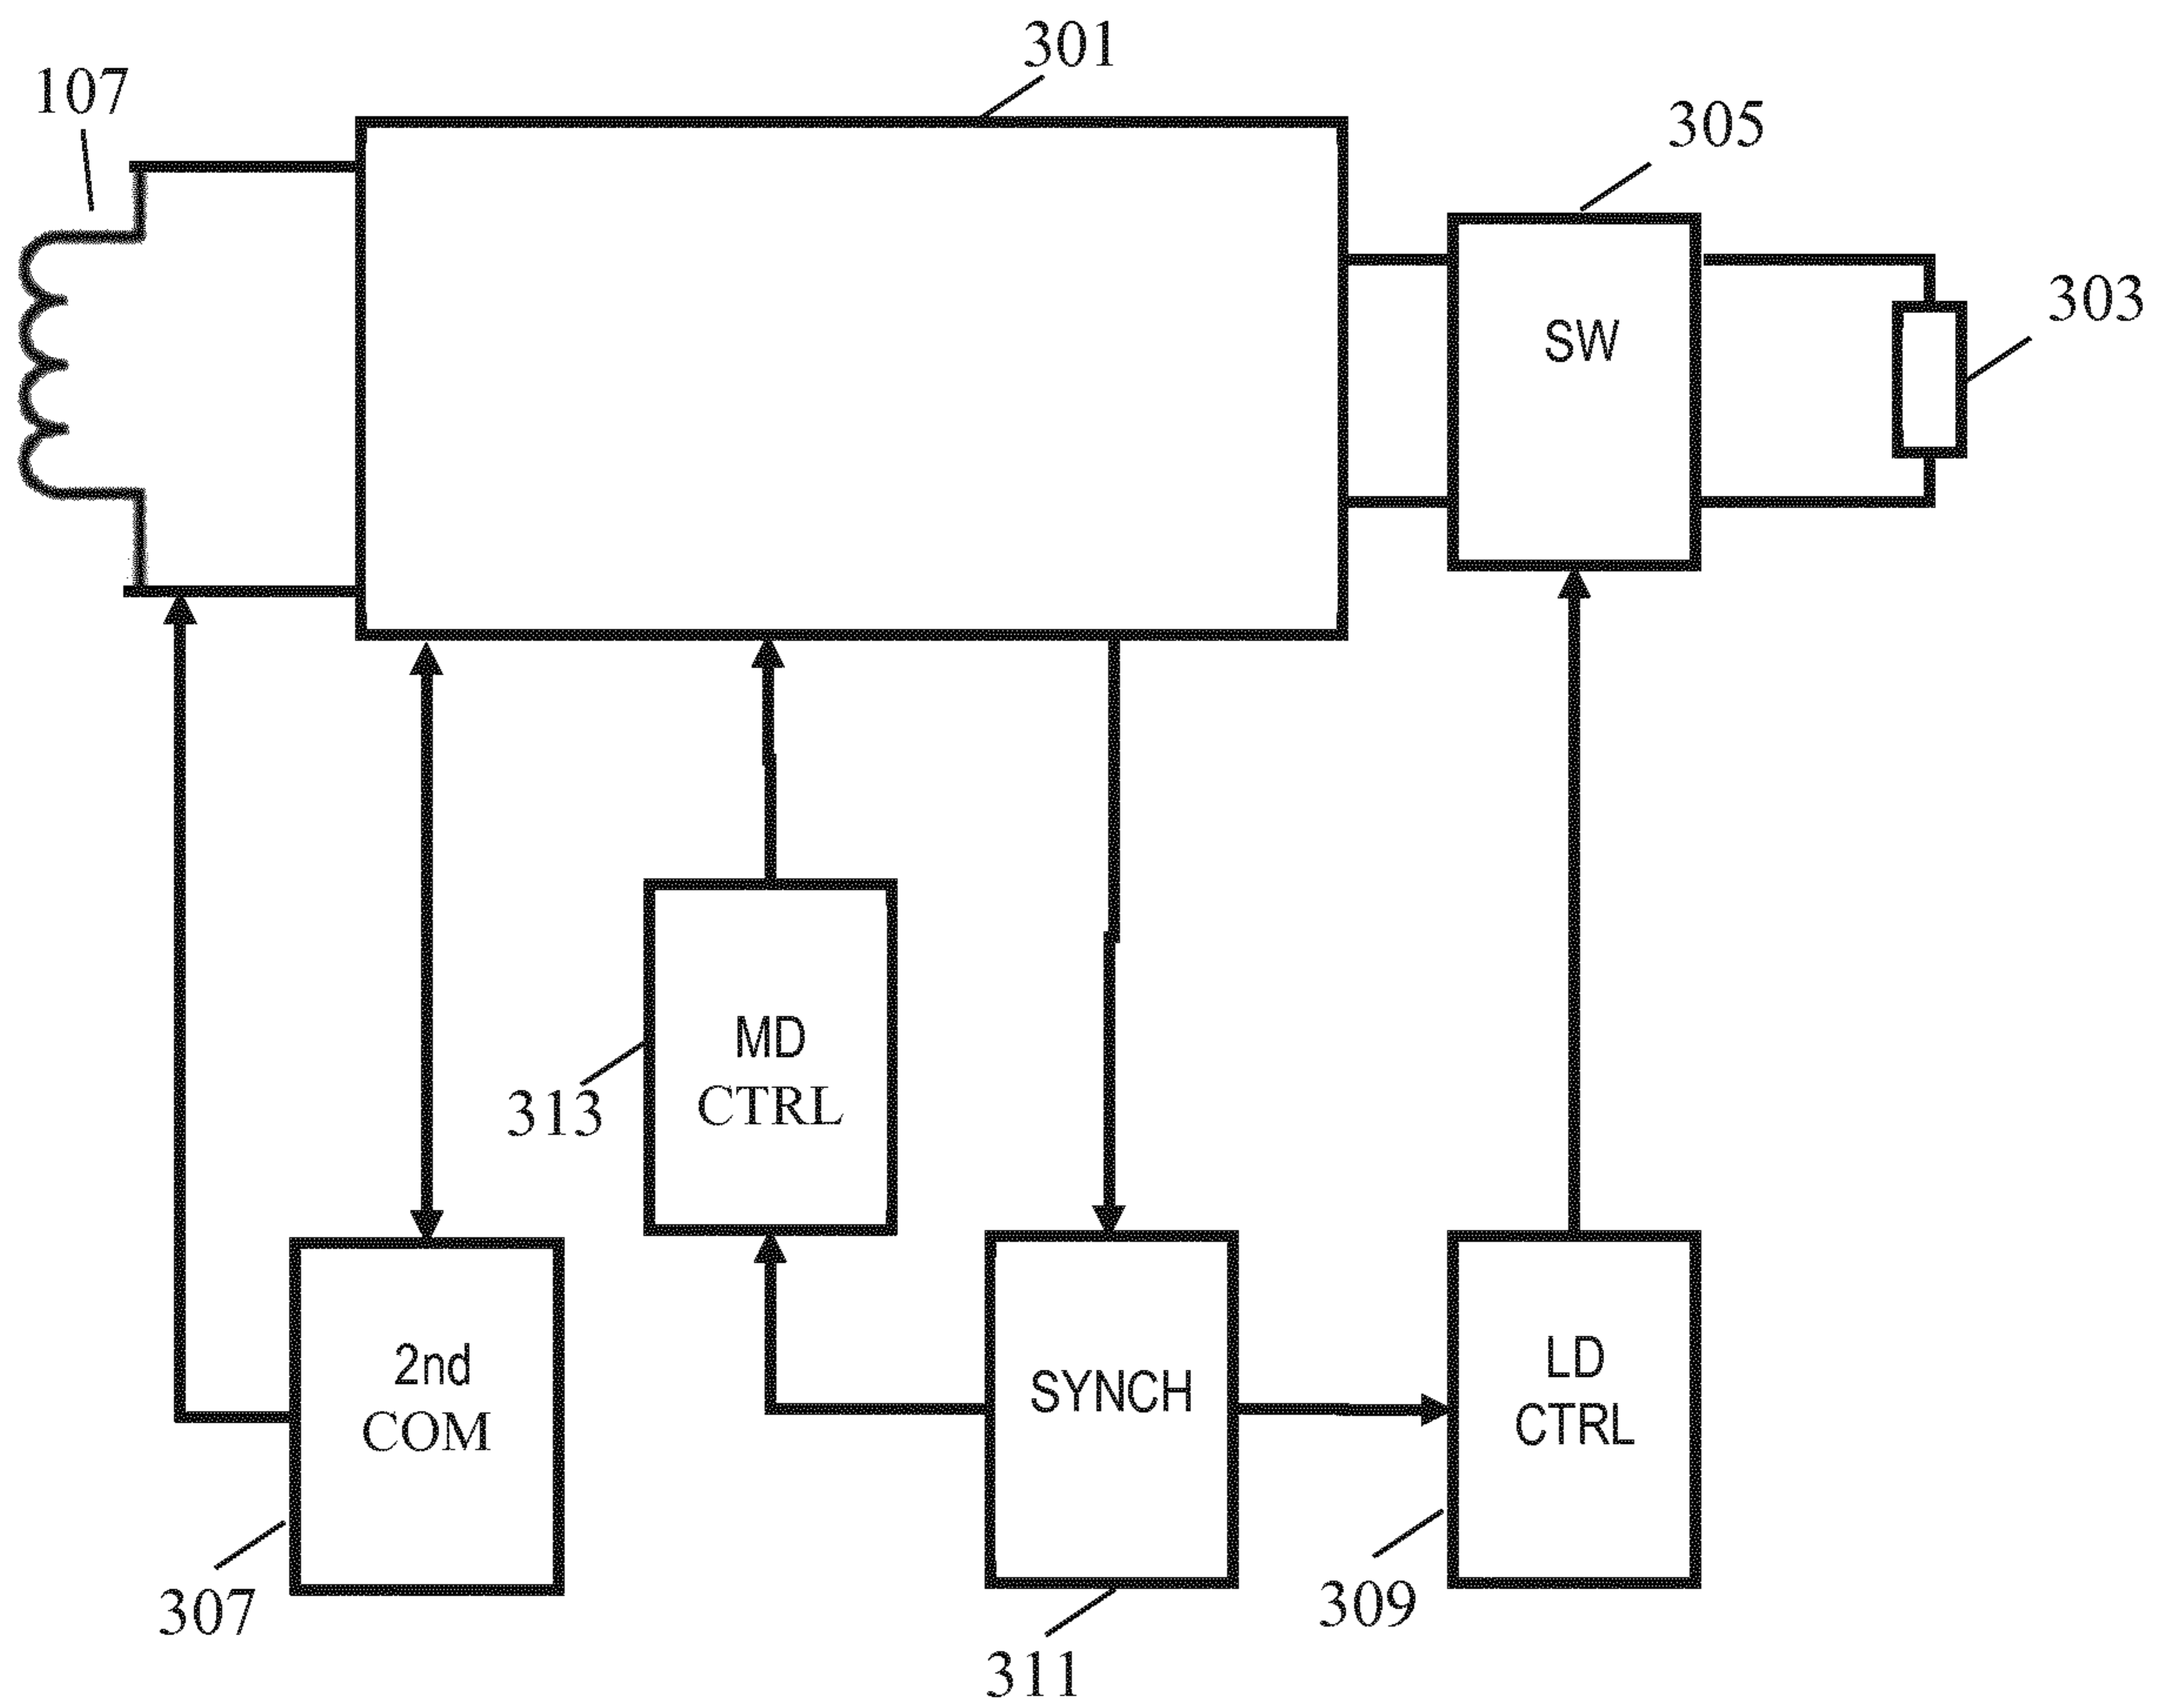 301
107
305
303
SW
MD
CTRL
313
2nd
COM
SYNCH
LD
CTRL
307
309
311